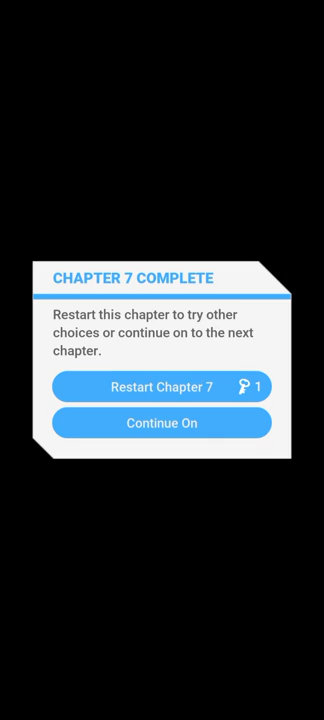 CHAPTER 7 COMPLETE
Restart this chapter to try other
choices or continue on to the next
chapter.
Restart Chapter 7 1
Continue On